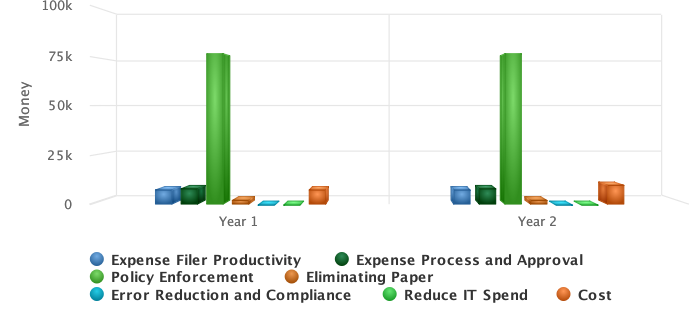 100k
75k
50k
25k
0
Money
Year 1 Year 2
Expense Filer Productivity Expense Process and Approval
Policy Enforcement Eliminating Paper
Error Reduction and Compliance Reduce IT Spend Cost